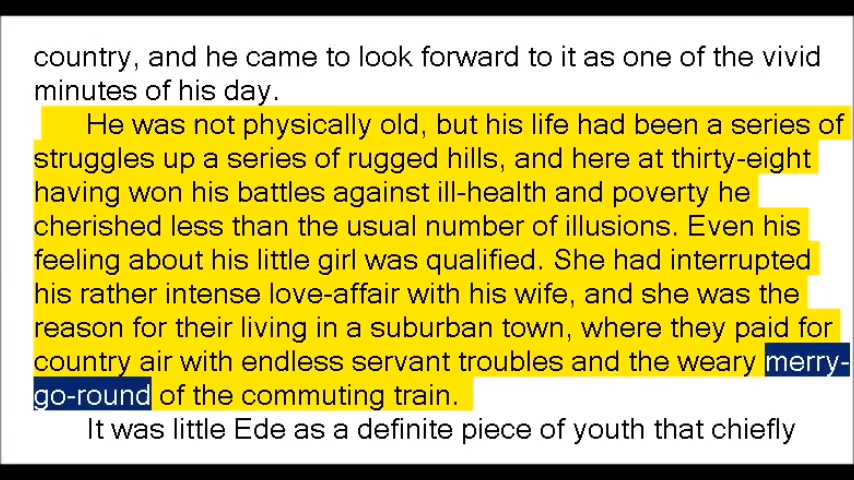 country, and he came to look forward to it as one of the vivid
minutes of his day.
He was not physically old, but his life had been a series of
struggles up a series of rugged hills, and here at thirty-eight
having won his battles against ill-health and poverty he
cherished less than the usual number of illusions. Even his
feeling about his little girl was qualified. She had interrupted
his rather intense love-affair with his wife, and she was the
reason for their living in a suburban town, where they paid for
country air with endless servant troubles and the weary merry-
go-round of the commuting train.
It was little Ede as a definite piece of youth that chiefly